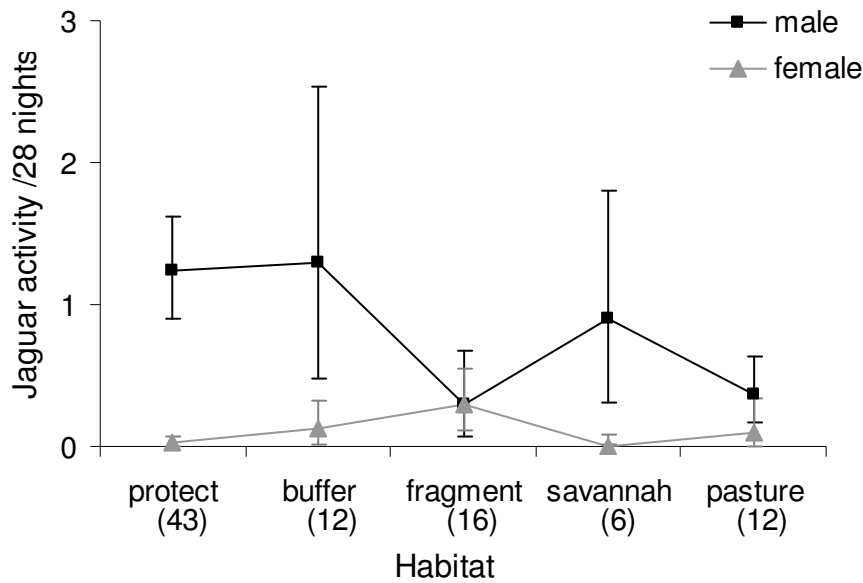 male
female
Jaguar activity /28 nights
3
2
1
0
protect
(43)
buffer
(12)
fragment
(16)
savannah
(6)
pasture
(12)
Habitat